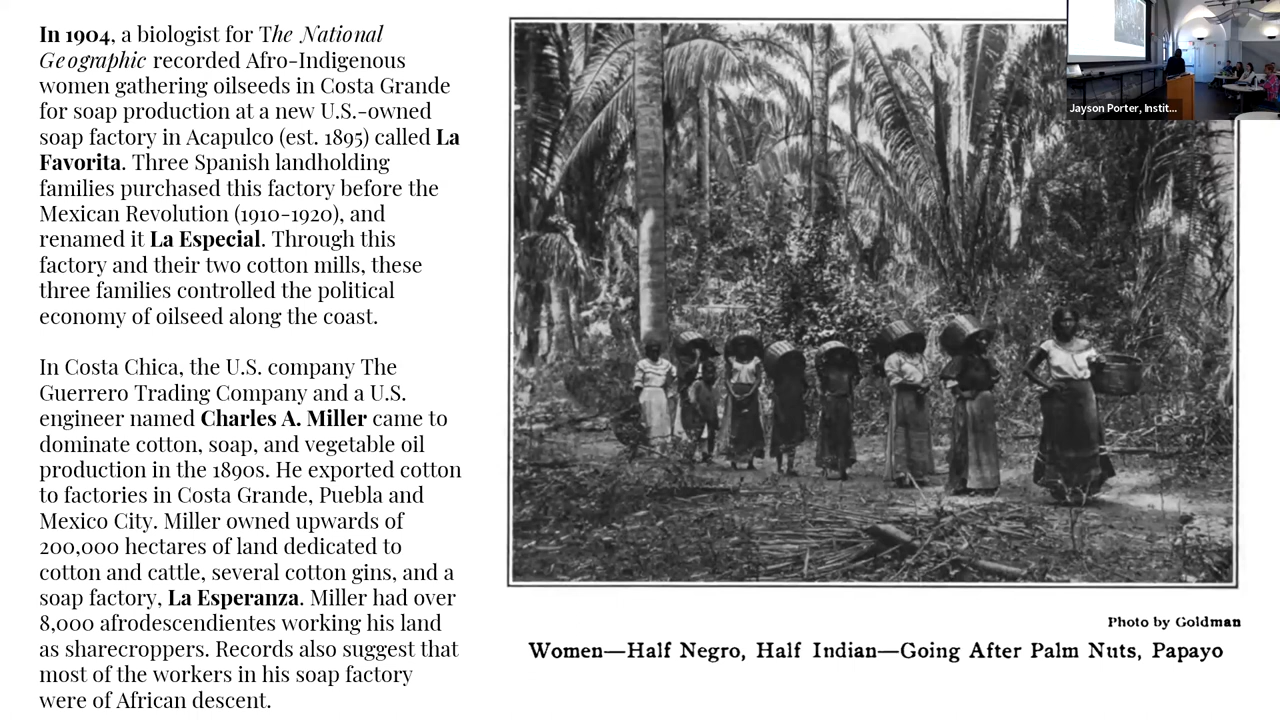 In 1904, a biologist for The National
Geographic recorded Afro-Indigenous
women gathering oilseeds in Costa Grande
for soap production at a new U.S.-owned
soap factory in Acapulco (est. 1895) called La
Favorita. Three Spanish landholding
families purchased this factory before the
Mexican Revolution (1910-1920), and
renamed it La Especial. Through this
factory and their two cotton mills, these
three families controlled the political
economy of oilseed along the coast.
In Costa Chica, the U.S. company The
Guerrero Trading Company and a U.S.
engineer named Charles A. Miller came to
dominate cotton, soap, and vegetable oil
production in the 1890s. He exported cotton
to factories in Costa Grande, Puebla and
Mexico City. Miller owned upwards of
200,000 hectares of land dedicated to
cotton and cattle, several cotton gins, and a
soap factory, La Esperanza. Miller had over
8,000 afrodescendientes working his land
as sharecroppers. Records also suggest that
most of the workers in his soap factory
were of African descent.
Jayson Porter, Instit...
Photo by Goldman
Women—Half Negro, Half Indian—Going After Palm Nuts, Papayo